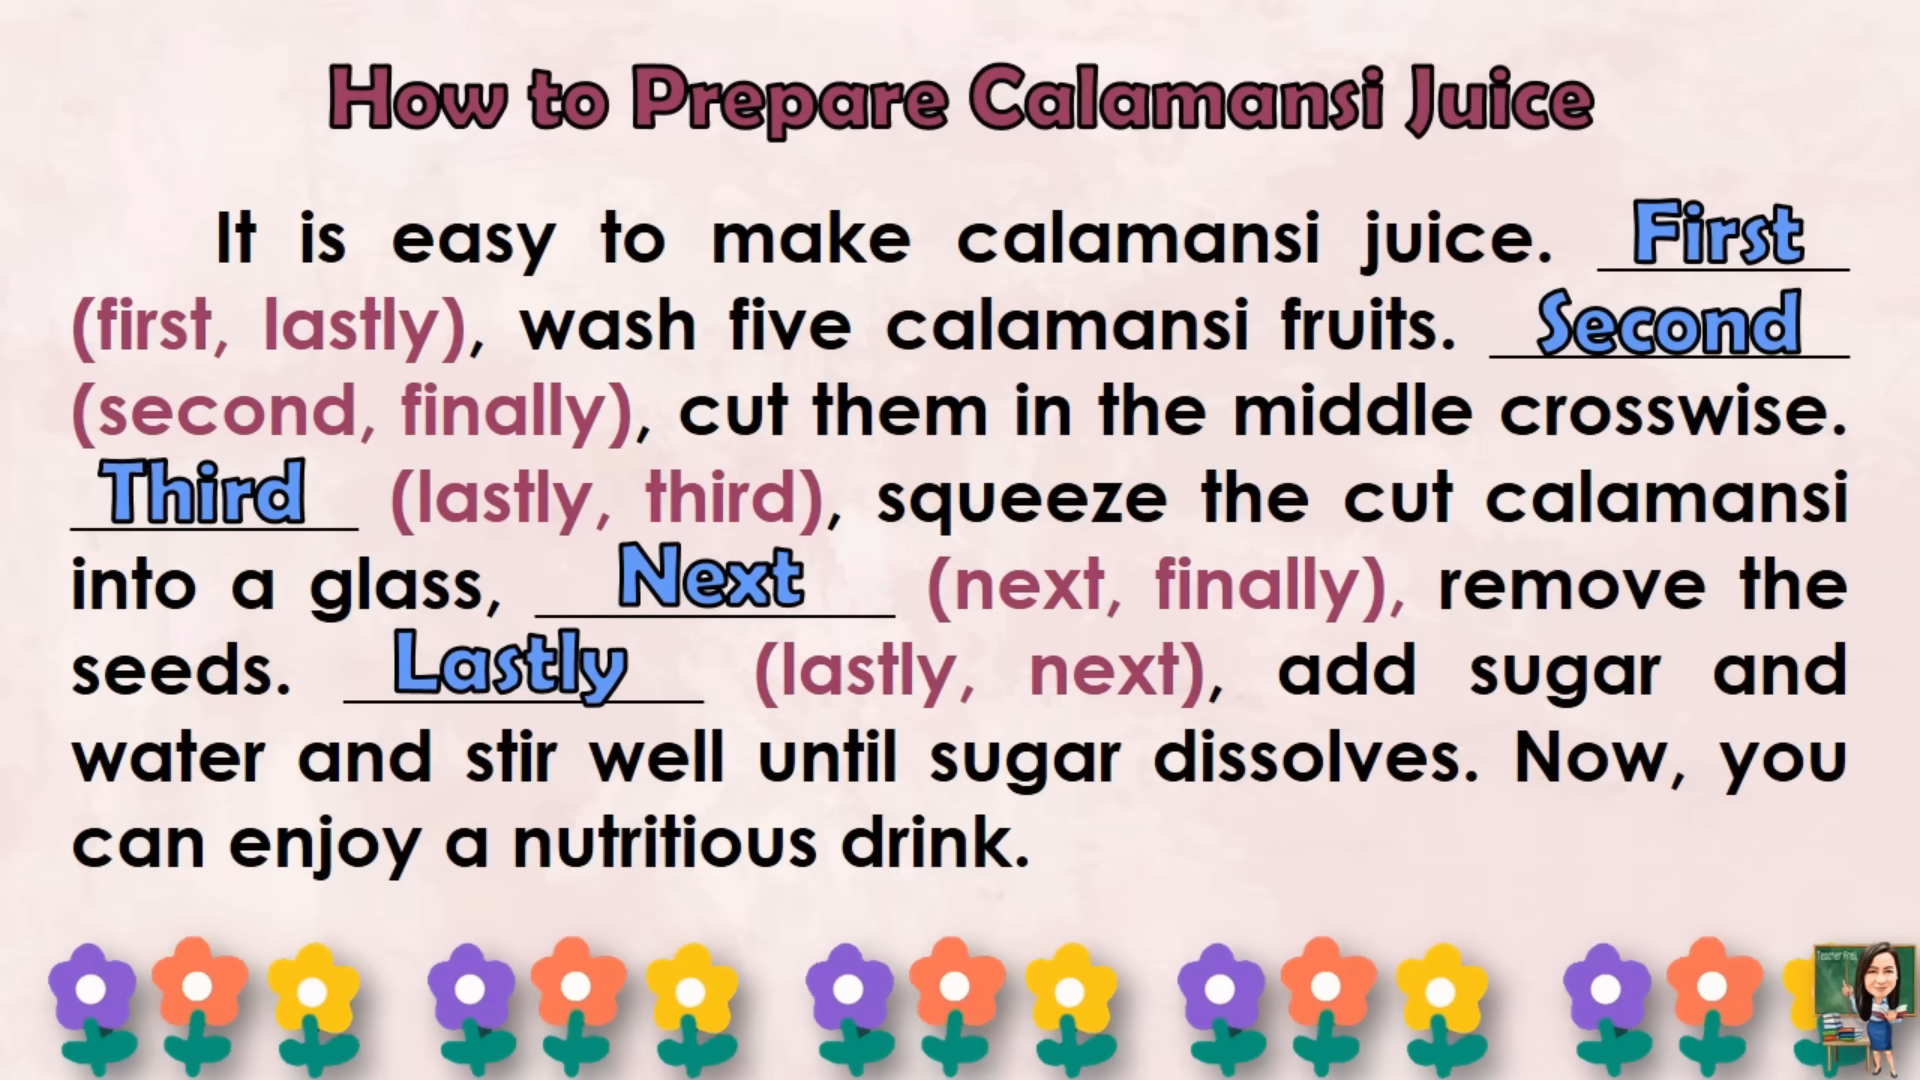 How to Prepare Calamansi Juice
It is easy to make calamansi juice. First
(first, lastly), wash five calamansi fruits. Second
(second, finally), cut them in the middle crosswise.
Third (lastly, third), squeeze the cut calamansi
into a glass, Next (next, finally), remove the
seeds. Lastly (lastly, next), add sugar and
water and stir well until sugar dissolves. Now, you
can enjoy a nutritious drink.
Teacher